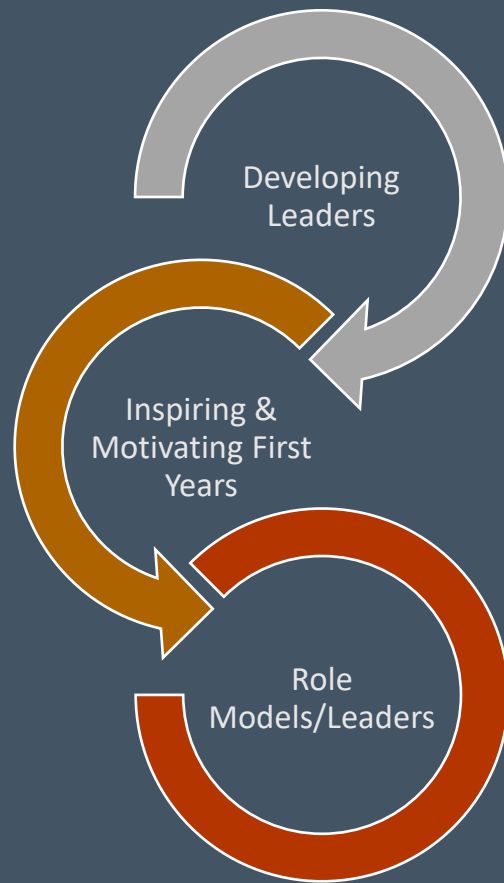 Developing
Leaders
Inspiring &
Motivating First
Years
Role
Models/Leaders